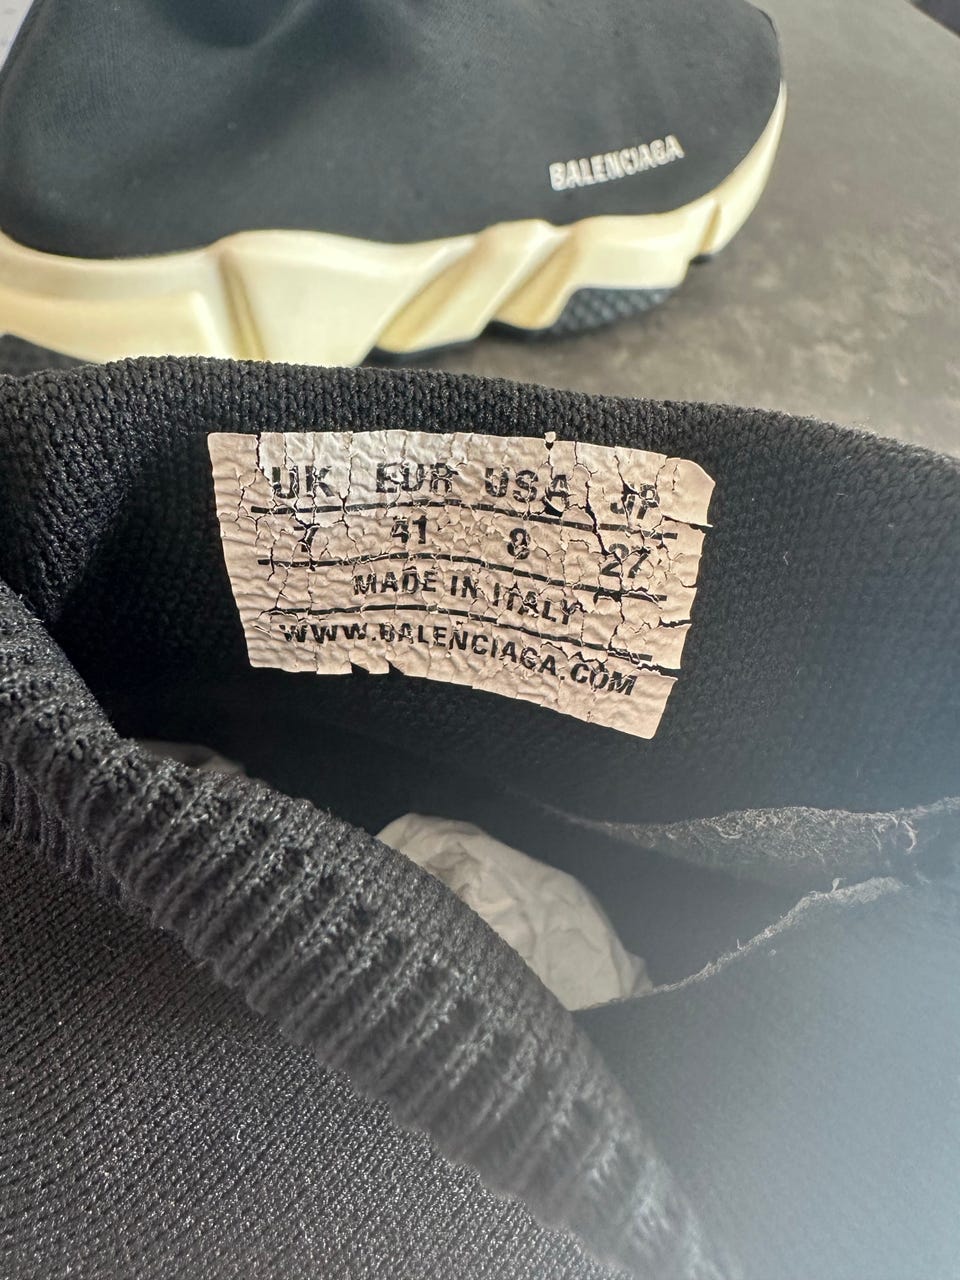 BALENCIAGA
UK EUR USA JP
7 41 8 27
MADE IN ITALY
WWW.BALENCIAGA.COM